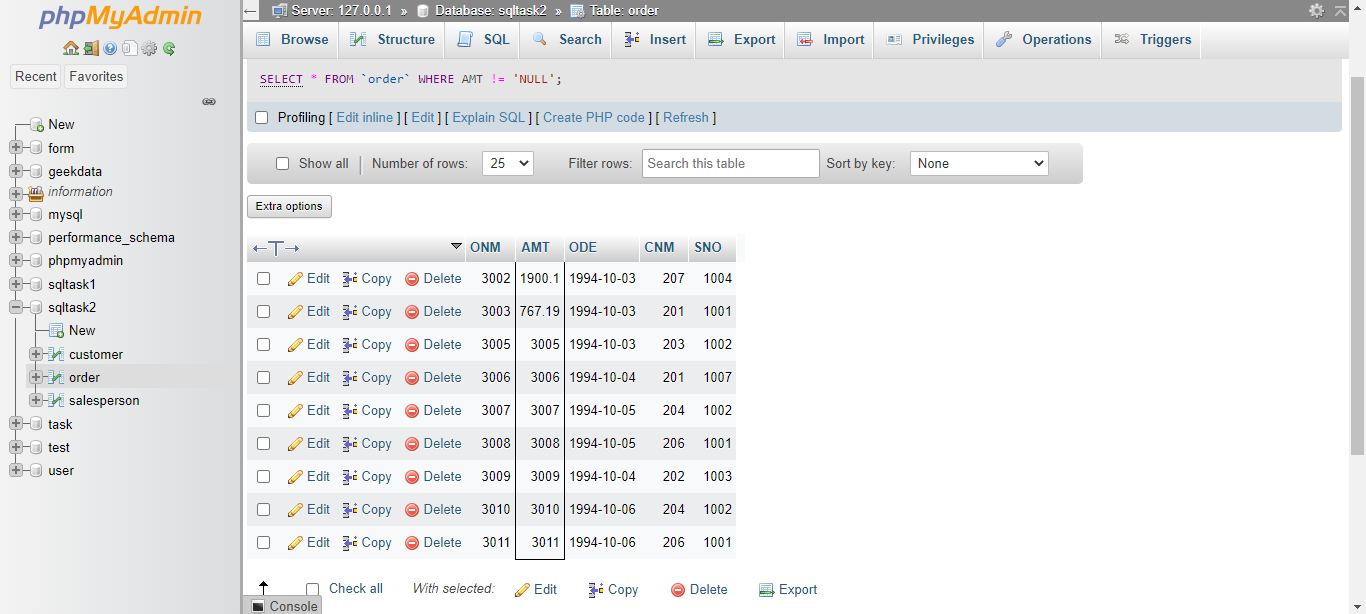 phpMyAdmin
Recent Favorites
New
form
geekdata
information
mysql
performance_schema
phpmyadmin
sqltask1
sqltask2
New
customer
order
salesperson
task
test
user
Server: 127.0.0.1 » Database: sqltask2 » Table: order
Browse Structure SQL Search Insert Export Import Privileges Operations Triggers
SELECT * FROM `order` WHERE AMT != 'NULL';
Profiling [ Edit inline ] [ Edit ] [ Explain SQL ] [ Create PHP code ] [ Refresh ]
Show all Number of rows: 25 Filter rows: Search this table Sort by key: None
Extra options
←T→ ONM AMT ODE CNM SNO
Edit Copy Delete 3002 1900.1 1994-10-03 207 1004
Edit Copy Delete 3003 767.19 1994-10-03 201 1001
Edit Copy Delete 3005 3005 1994-10-03 203 1002
Edit Copy Delete 3006 3006 1994-10-04 201 1007
Edit Copy Delete 3007 3007 1994-10-05 204 1002
Edit Copy Delete 3008 3008 1994-10-05 206 1001
Edit Copy Delete 3009 3009 1994-10-04 202 1003
Edit Copy Delete 3010 3010 1994-10-06 204 1002
Edit Copy Delete 3011 3011 1994-10-06 206 1001
Check all With selected: Edit Copy Delete Export
Console